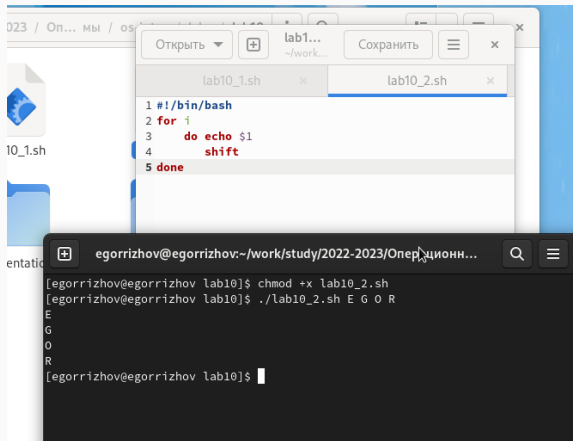 023 / Оп... мы / os
Открыть
lab1...
~/work...
Сохранить
lab10_1.sh
lab10_2.sh
1 #!/bin/bash
2 for i
3 do echo $1
4 shift
5 done
10_1.sh
entatio
egorrizhov@egorrizhov:~/work/study/2022-2023/Операционн...
[egorrizhov@egorrizhov lab10]$ chmod +x lab10_2.sh
[egorrizhov@egorrizhov lab10]$ ./lab10_2.sh E G O R
E
G
O
R
[egorrizhov@egorrizhov lab10]$